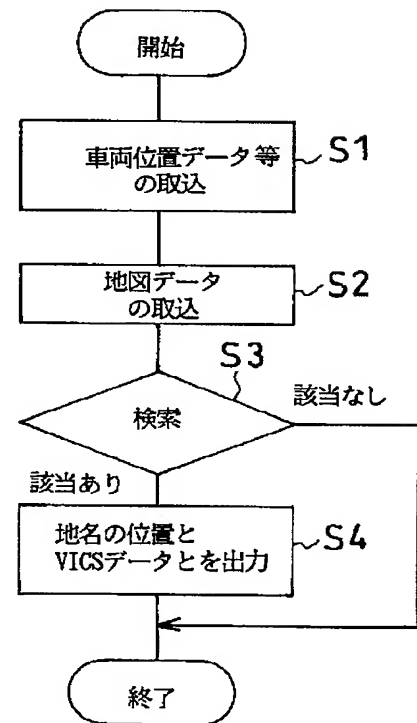 開始
車両位置データ等
の取込
S1
地図データ
の取込
S2
S3
検索
該当なし
該当あり
地名の位置と
VICSデータとを出力
S4
終了